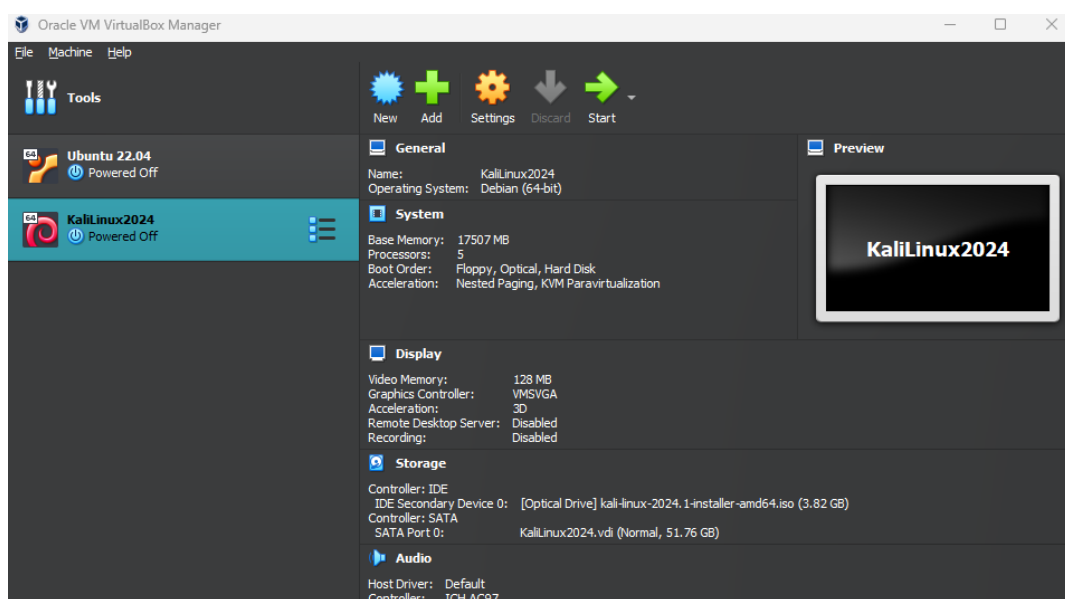 Oracle VM VirtualBox Manager
File Machine Help
Tools
New Add Settings Discard Start
64 Ubuntu 22.04
Powered Off
64 KaliLinux2024
Powered Off
General
Name: KaliLinux2024
Operating System: Debian (64-bit)
System
Base Memory: 17507 MB
Processors: 5
Boot Order: Floppy, Optical, Hard Disk
Acceleration: Nested Paging, KVM Paravirtualization
Preview
KaliLinux2024
Display
Video Memory: 128 MB
Graphics Controller: VMSVGA
Acceleration: 3D
Remote Desktop Server: Disabled
Recording: Disabled
Storage
Controller: IDE
IDE Secondary Device 0: [Optical Drive] kali-linux-2024.1-installer-amd64.iso (3.82 GB)
Controller: SATA
SATA Port 0: KaliLinux2024.vdi (Normal, 51.76 GB)
Audio
Host Driver: Default
Controller: ICH AC97